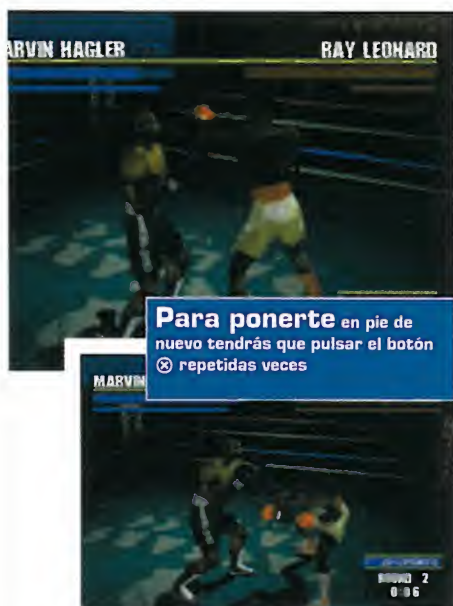 ARVIN HAGLER
RAY LEONARD
Para ponerte en pie de
nuevo tendrás que pulsar el botón
ⓧ repetidas veces
MARVIN
ROUND 2
0:06